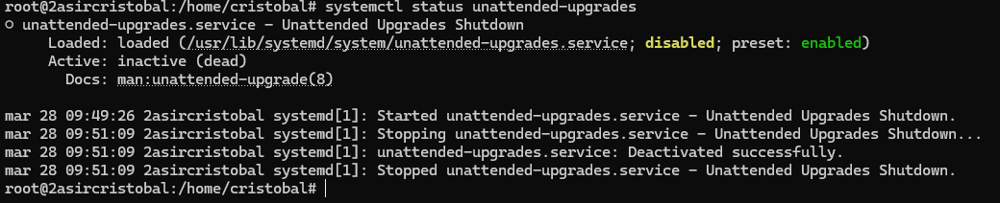 root@2asircristobal:/home/cristobal# systemctl status unattended-upgrades
○ unattended-upgrades.service - Unattended Upgrades Shutdown
     Loaded: loaded (/usr/lib/systemd/system/unattended-upgrades.service; disabled; preset: enabled)
     Active: inactive (dead)
       Docs: man:unattended-upgrade(8)

mar 28 09:49:26 2asircristobal systemd[1]: Started unattended-upgrades.service - Unattended Upgrades Shutdown.
mar 28 09:51:09 2asircristobal systemd[1]: Stopping unattended-upgrades.service - Unattended Upgrades Shutdown...
mar 28 09:51:09 2asircristobal systemd[1]: unattended-upgrades.service: Deactivated successfully.
mar 28 09:51:09 2asircristobal systemd[1]: Stopped unattended-upgrades.service - Unattended Upgrades Shutdown.
root@2asircristobal:/home/cristobal#